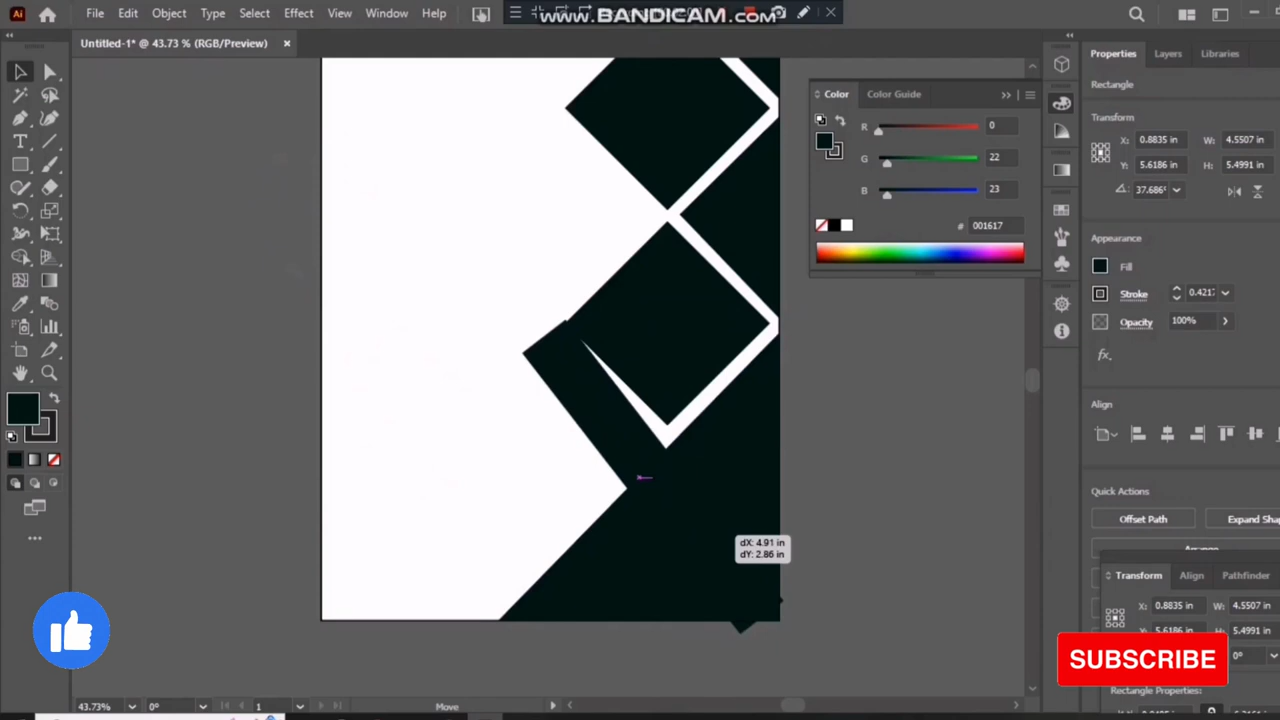 Ai File Edit Object Type Select Effect View Window Help
www.BANDICAM.com
Untitled-1* @ 43.73 % (RGB/Preview) ×
Properties Layers Libraries
Color Color Guide
Rectangle
Transform
R 0
G 22
B 23
# 001617
X: 0.8835 in W: 4.5507 in
Y: 5.6186 in H: 5.4991 in
37.686°
Appearance
Fill
Stroke 0.4217
Opacity 100%
fx.
Align
Quick Actions
Offset Path Expand Shap
Arrange
dX: 4.91 in
dY: 2.86 in
Transform Align Pathfinder
X: 0.8835 in W: 4.5507 in
Y: 5.6186 in H: 5.4991 in
0°
SUBSCRIBE
Rectangle Properties:
43.73% 0° 1 Move